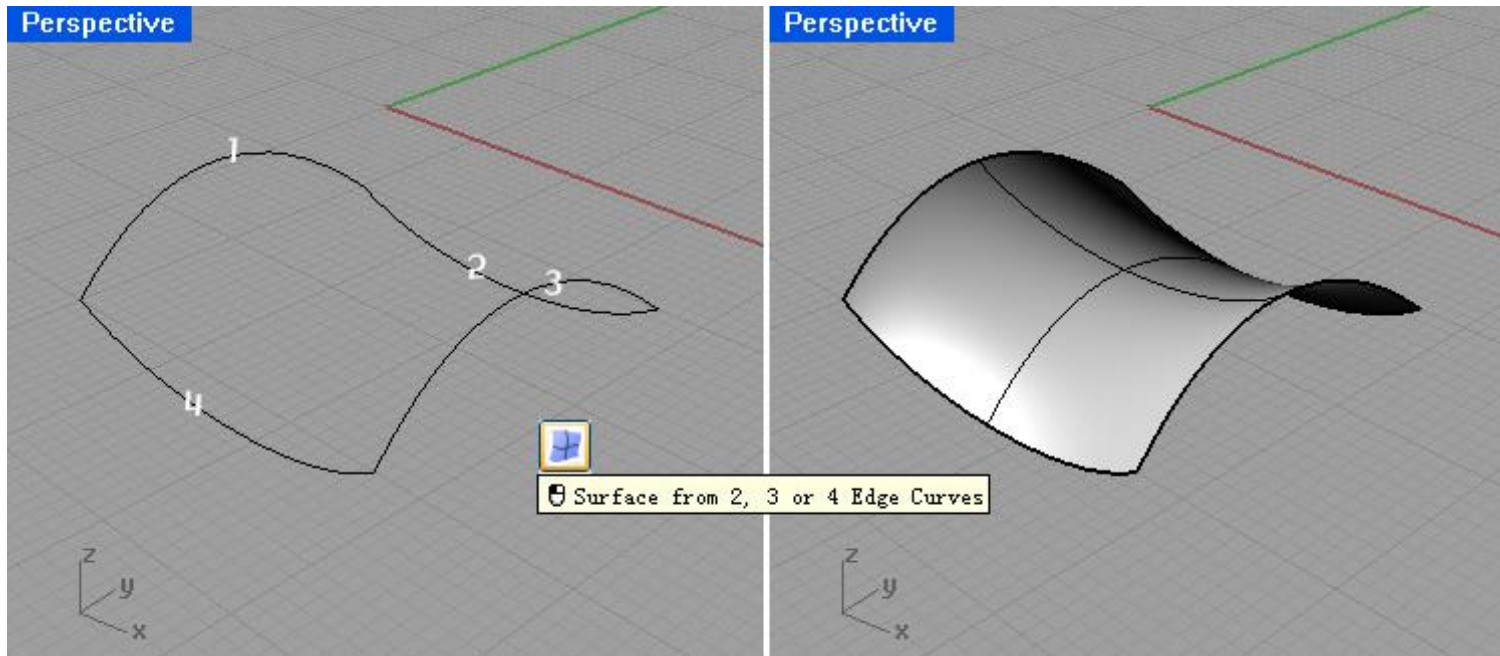 Perspective
Perspective
1
2
3
4
Surface from 2, 3 or 4 Edge Curves
z
y
x
z
y
x